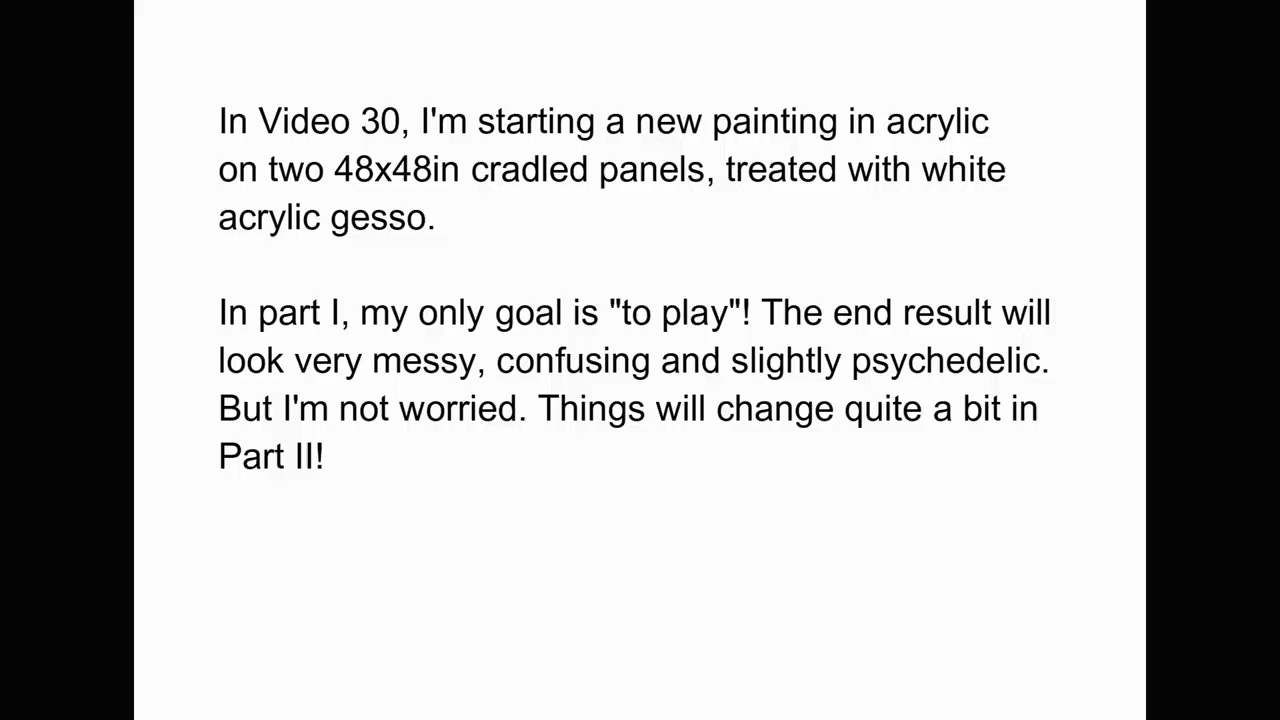 In Video 30, I'm starting a new painting in acrylic
on two 48x48in cradled panels, treated with white
acrylic gesso.
In part I, my only goal is "to play"! The end result will
look very messy, confusing and slightly psychedelic.
But I'm not worried. Things will change quite a bit in
Part II!